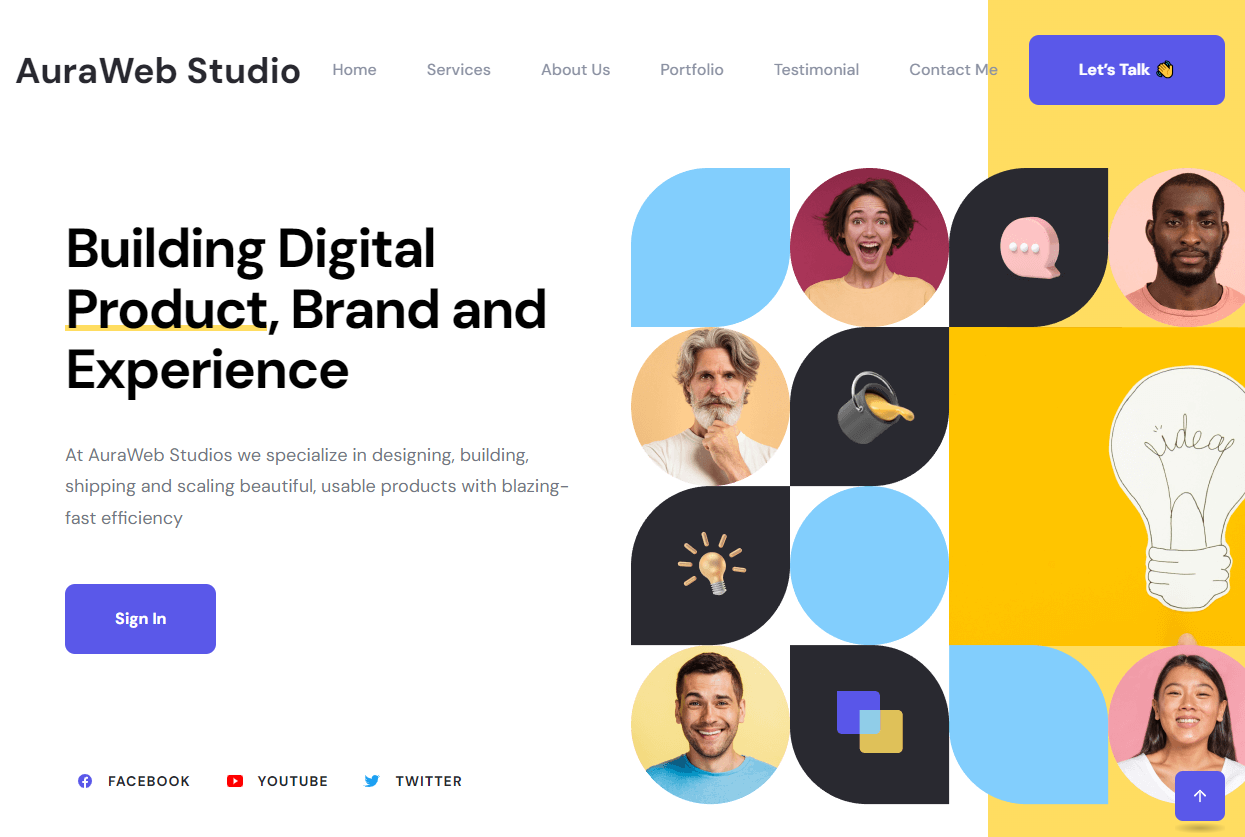 AuraWeb Studio
Home
Services
About Us
Portfolio
Testimonial
Contact Me
Let's Talk 👏
Building Digital
Product, Brand and
Experience
At AuraWeb Studios we specialize in designing, building,
shipping and scaling beautiful, usable products with blazing-
fast efficiency
Sign In
idea
FACEBOOK
YOUTUBE
TWITTER